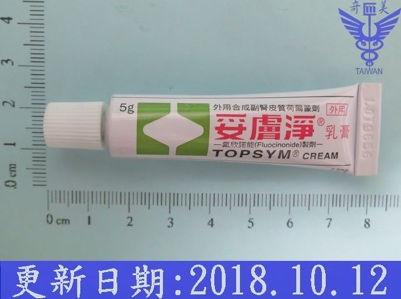 奇美
TAIWAN
5g
外用合成副腎皮質荷爾蒙劑
妥膚淨®
外用
乳膏
—氟欣諾能(Fluocinonide)製劑—
TOPSYM® CREAM
0 cm 1 2 3 4 5 6 7 8
.0 cm 1 2 3 4
更新日期:2018.10.12